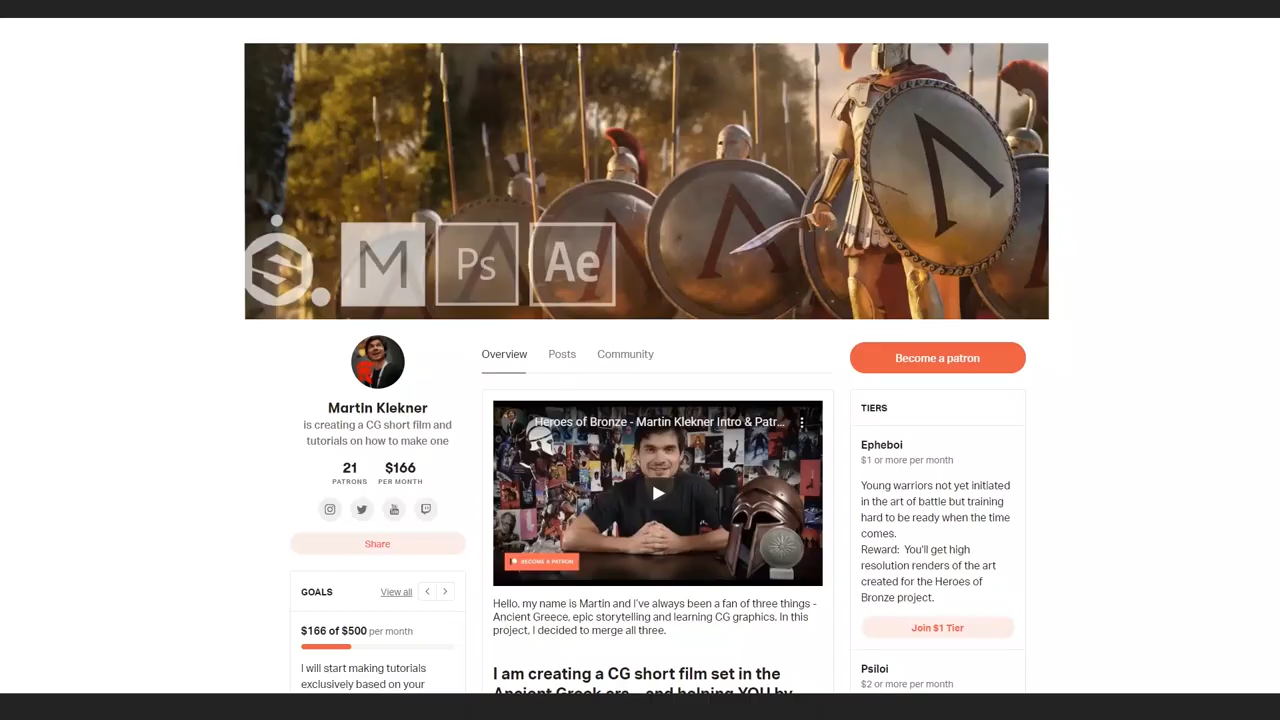 M
Ps
Ae
Martin Klekner
is creating a CG short film and
tutorials on how to make one
21
PATRONS
$166
PER MONTH
Share
GOALS
View all
$166 of $500 per month
I will start making tutorials
exclusively based on your
Overview
Posts
Community
Heroes of Bronze - Martin Klekner Intro & Patr...
BECOME A PATRON
Hello, my name is Martin and I've always been a fan of three things -
Ancient Greece, epic storytelling and learning CG graphics. In this
project, I decided to merge all three.
I am creating a CG short film set in the
Ancient Greek era - and helping YOU by
Become a patron
TIERS
Epheboi
$1 or more per month
Young warriors not yet initiated
in the art of battle but training
hard to be ready when the time
comes.
Reward: You'll get high
resolution renders of the art
created for the Heroes of
Bronze project.
Join $1 Tier
Psiloi
$2 or more per month